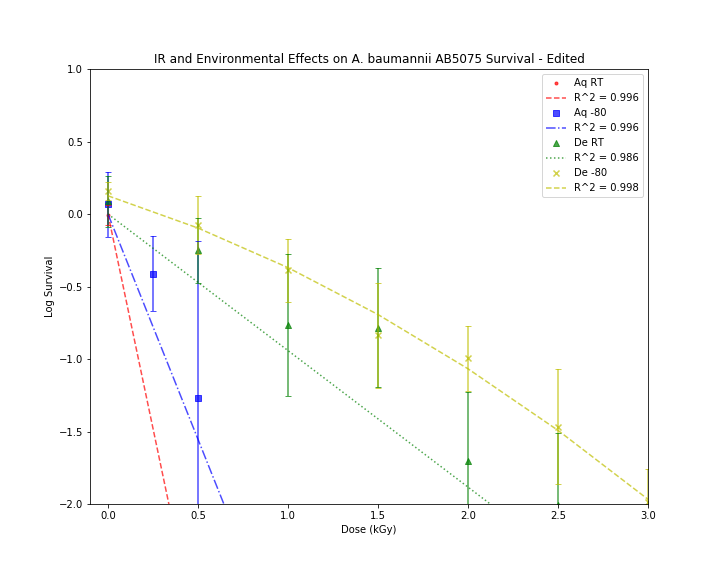 IR and Environmental Effects on A. baumannii AB5075 Survival - Edited
Aq RT
R^2 = 0.996
Aq -80
R^2 = 0.996
De RT
R^2 = 0.986
De -80
R^2 = 0.998
Log Survival
1.0
0.5
0.0
−0.5
−1.0
−1.5
−2.0
0.0 0.5 1.0 1.5 2.0 2.5 3.0
Dose (kGy)